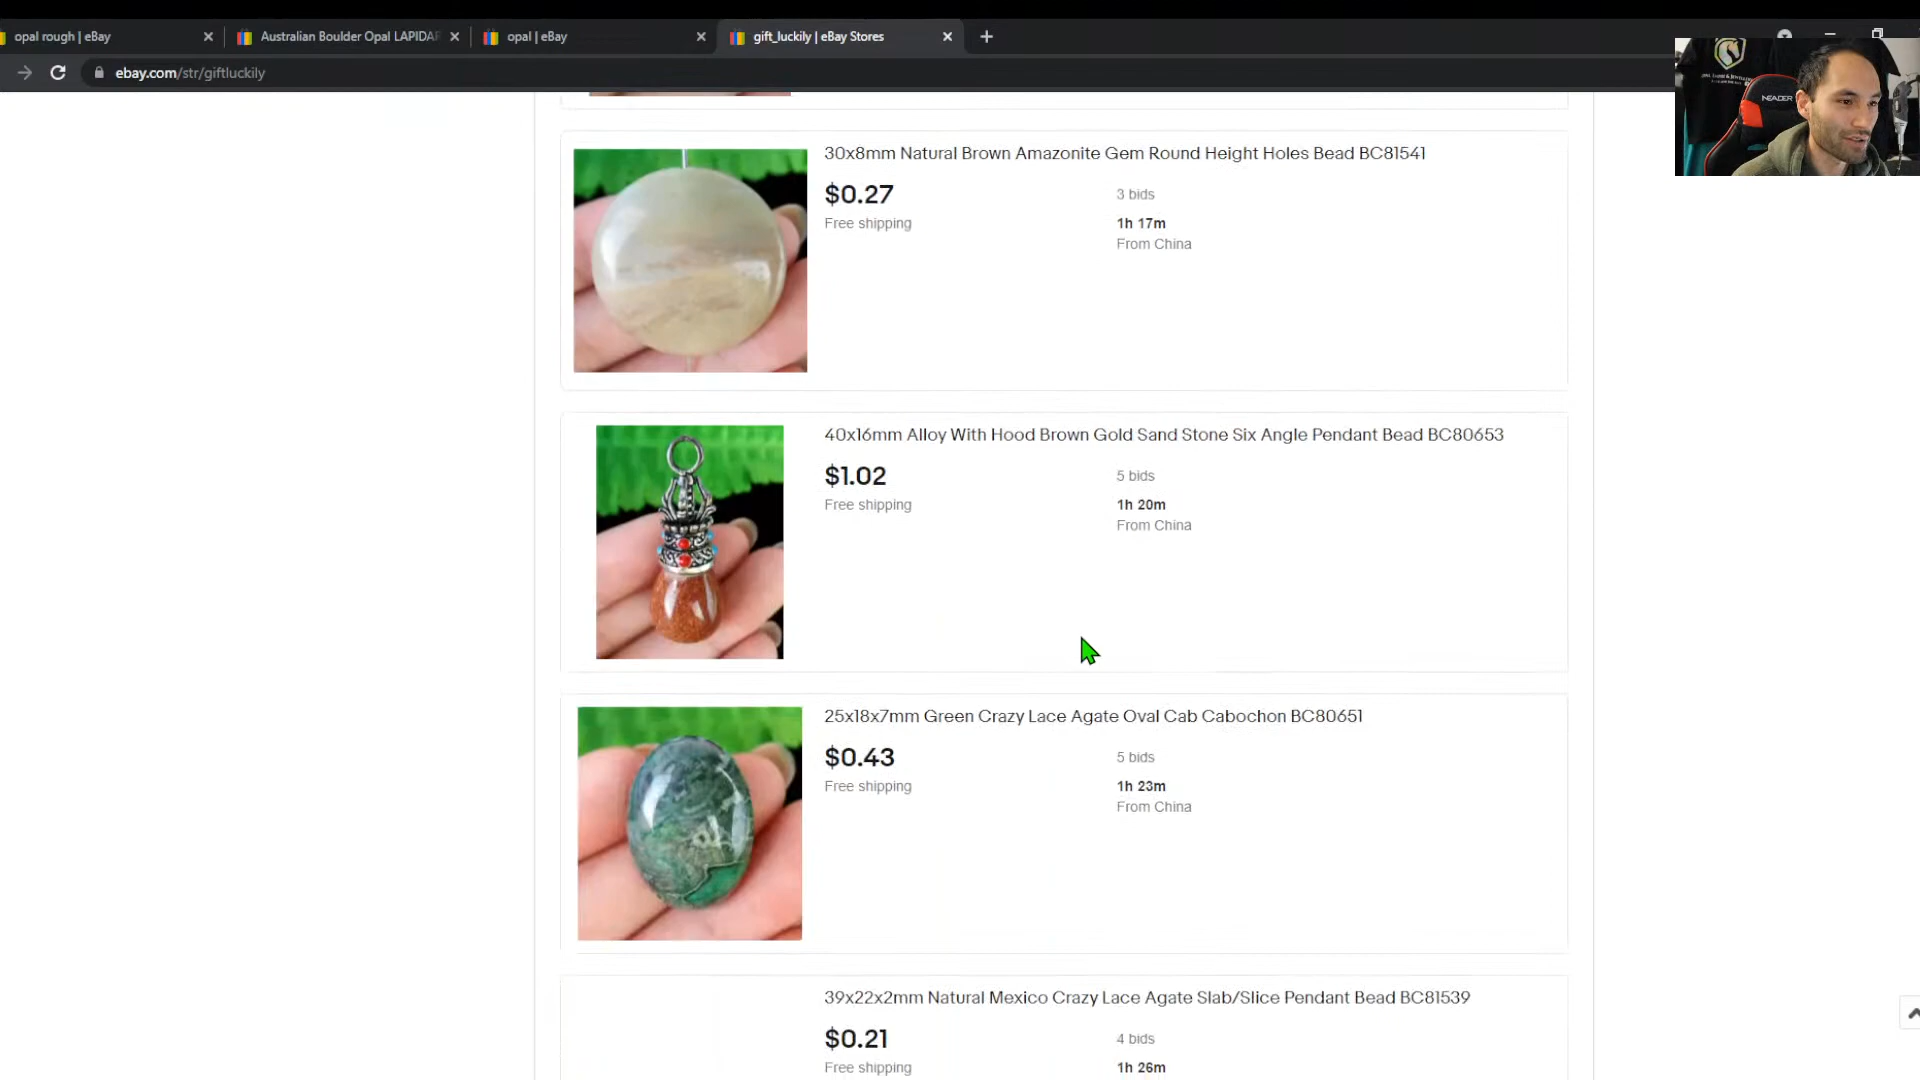 opal rough | eBay
Australian Boulder Opal LAPIDAR
opal | eBay
gift_luckily | eBay Stores
ebay.com/str/giftluckily
NEADER
30x8mm Natural Brown Amazonite Gem Round Height Holes Bead BC81541
$0.27
3 bids
Free shipping
1h 17m
From China
40x16mm Alloy With Hood Brown Gold Sand Stone Six Angle Pendant Bead BC80653
$1.02
5 bids
Free shipping
1h 20m
From China
25x18x7mm Green Crazy Lace Agate Oval Cab Cabochon BC80651
$0.43
5 bids
Free shipping
1h 23m
From China
39x22x2mm Natural Mexico Crazy Lace Agate Slab/Slice Pendant Bead BC81539
$0.21
4 bids
Free shipping
1h 26m